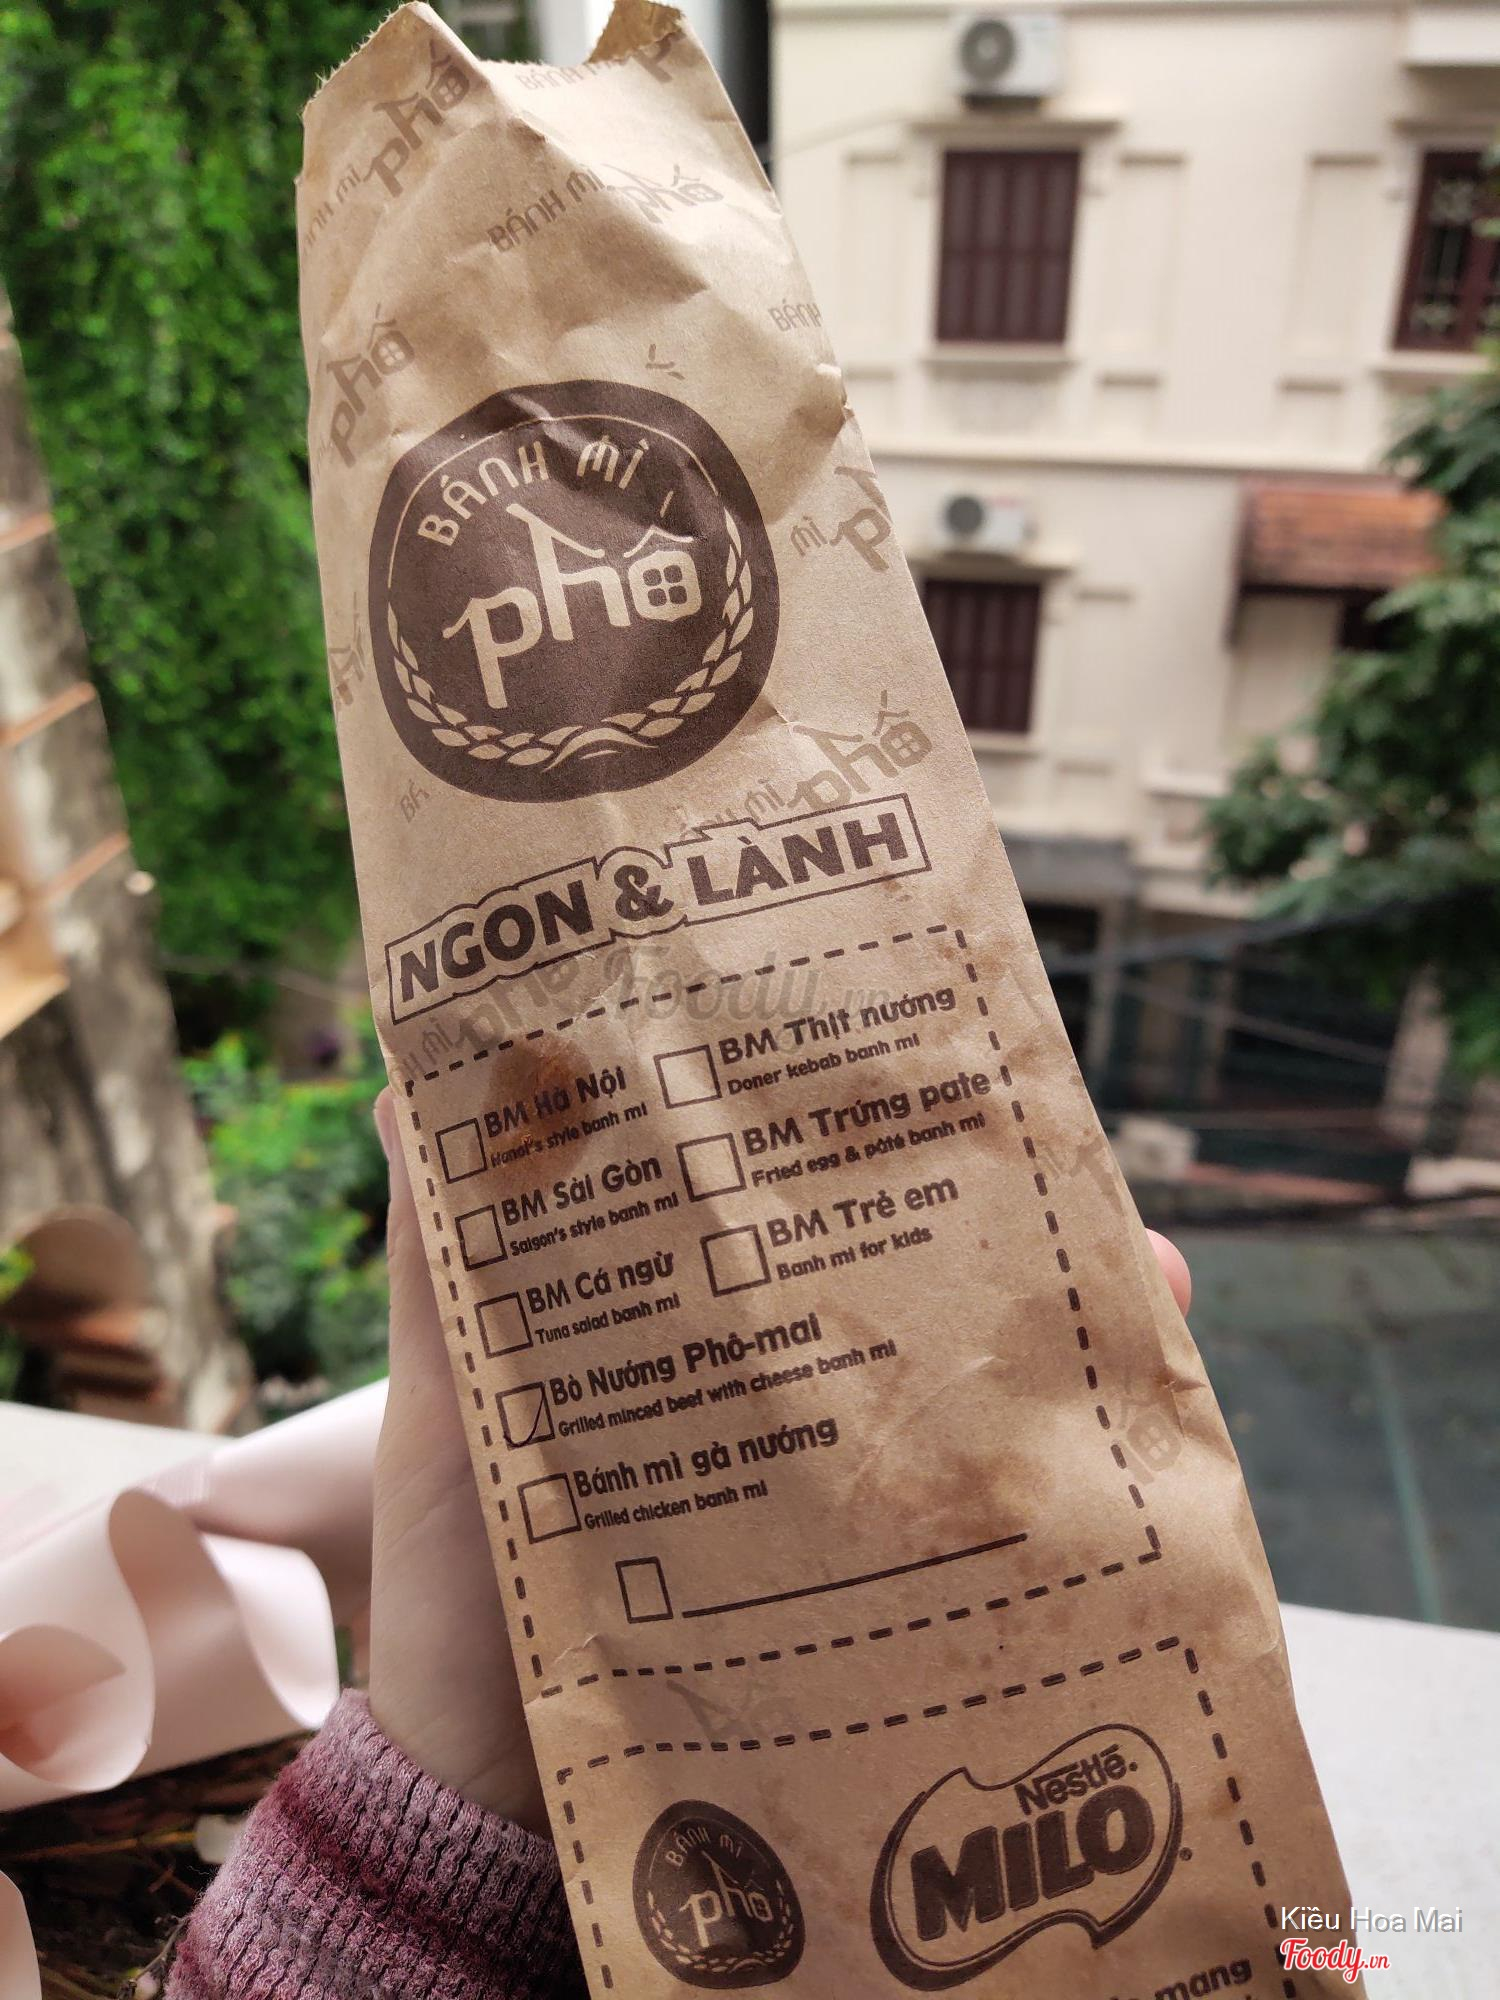 BÁNH MÌ
phố
NGON & LÀNH
BM Hà Nội
Hanoi's style banh mi
BM Sài Gòn
Saigon's style banh mi
BM Cá ngừ
Tuna salad banh mi
Bò Nướng Phô-mai
Grilled minced beef with cheese banh mi
Bánh mì gà nướng
Grilled chicken banh mi
BM Thịt nướng
Doner kebab banh mi
BM Trứng pate
Fried egg & pâté banh mi
BM Trẻ em
Banh mi for kids
BÁNH MÌ
phố
Nestlé.
MILO
mang
Foody.vn
Kiều Hoa Mai
Foody.vn